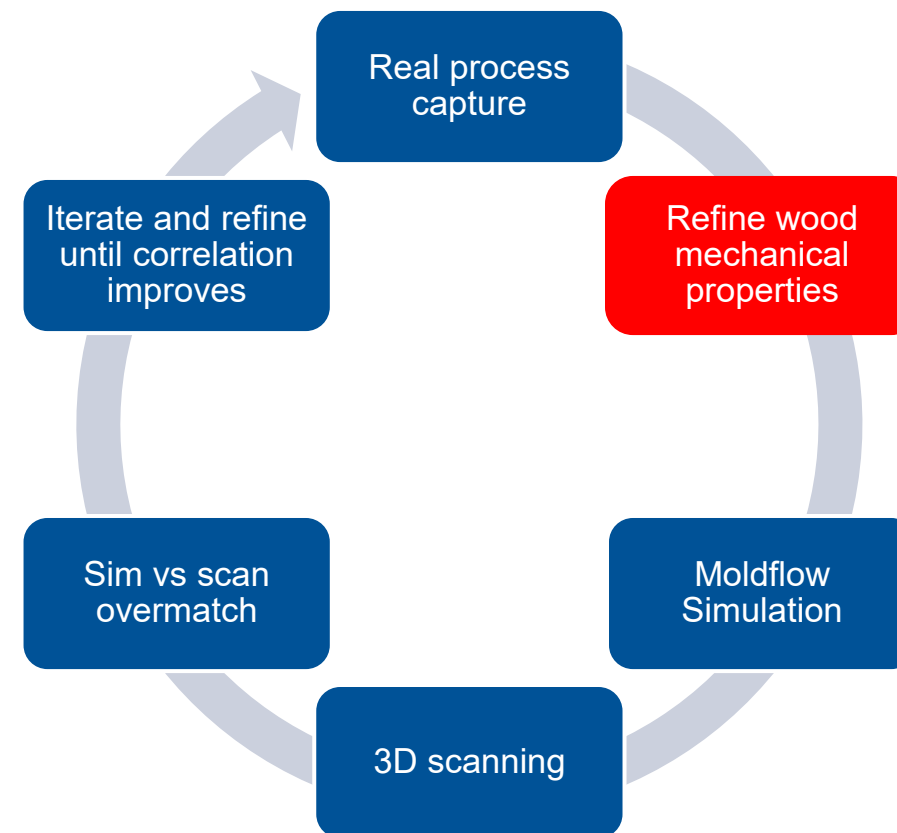 Real process
capture
Refine wood
mechanical
properties
Moldflow
Simulation
3D scanning
Sim vs scan
overmatch
Iterate and refine
until correlation
improves